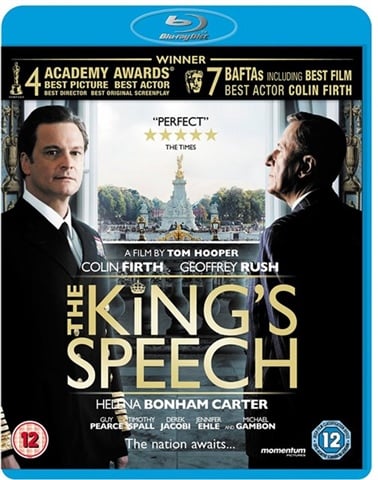 Blu-ray Disc
WINNER
4 ACADEMY AWARDS®
BEST PICTURE BEST ACTOR
BEST DIRECTOR BEST ORIGINAL SCREENPLAY
7 BAFTAs INCLUDING BEST FILM
BEST ACTOR COLIN FIRTH
"PERFECT"
THE TIMES
A FILM BY TOM HOOPER
COLIN FIRTH GEOFFREY RUSH
THE KING'S
SPEECH
HELENA BONHAM CARTER
GUY PEARCE TIMOTHY SPALL DEREK JACOBI JENNIFER EHLE AND MICHAEL GAMBON
The nation awaits...
12
momentum
PICTURES
12